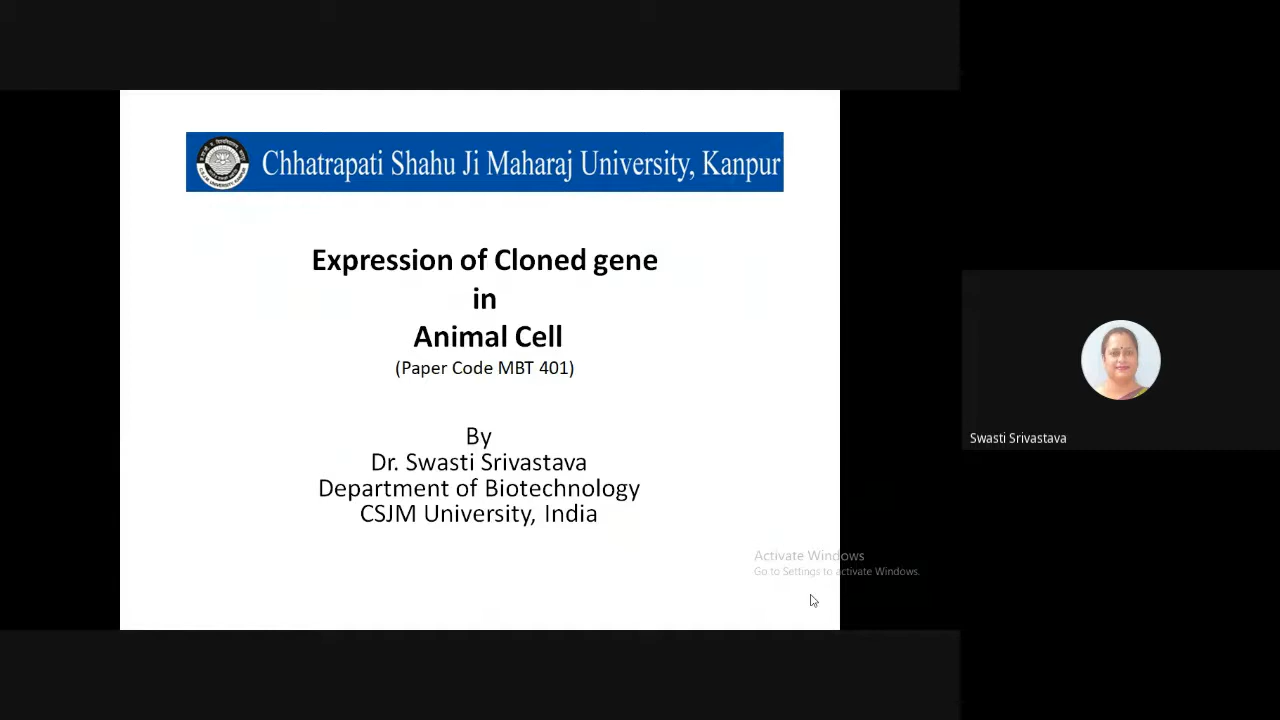 Chhatrapati Shahu Ji Maharaj University, Kanpur
Expression of Cloned gene
in
Animal Cell
(Paper Code MBT 401)
By
Dr. Swasti Srivastava
Department of Biotechnology
CSJM University, India
Activate Windows
Go to Settings to activate Windows.
Swasti Srivastava